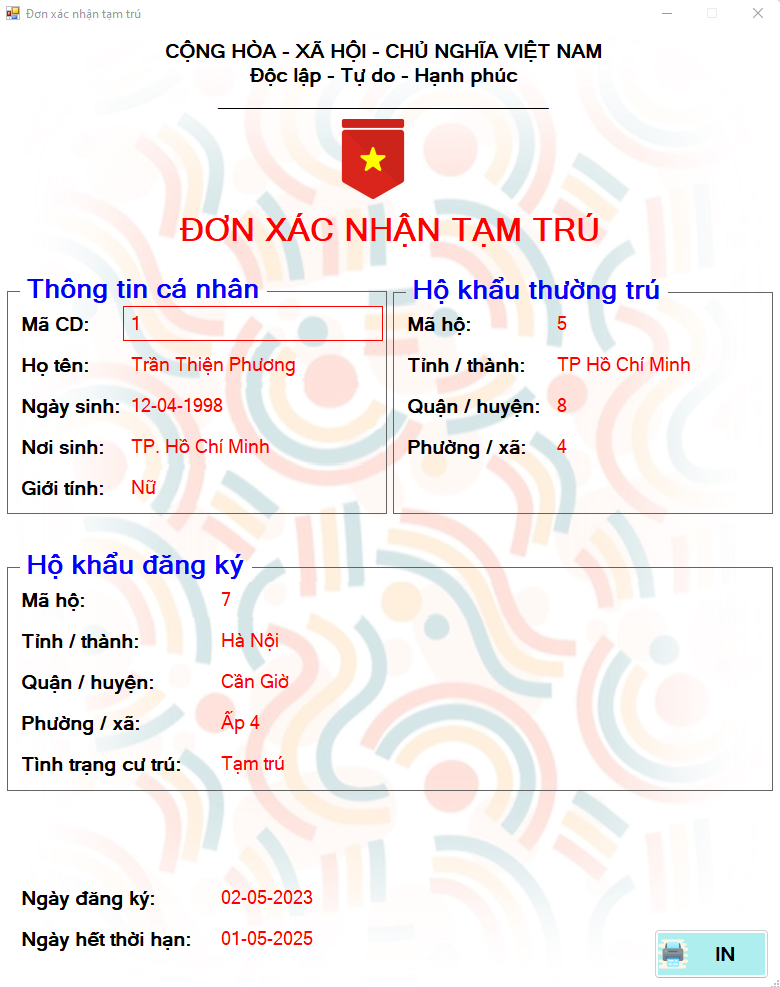 Đơn xác nhận tạm trú
CỘNG HÒA - XÃ HỘI - CHỦ NGHĨA VIỆT NAM
Độc lập - Tự do - Hạnh phúc
ĐƠN XÁC NHẬN TẠM TRÚ
Thông tin cá nhân
Mã CD: 1
Họ tên: Trần Thiện Phương
Ngày sinh: 12-04-1998
Nơi sinh: TP. Hồ Chí Minh
Giới tính: Nữ
Hộ khẩu thường trú
Mã hộ: 5
Tỉnh / thành: TP Hồ Chí Minh
Quận / huyện: 8
Phường / xã: 4
Hộ khẩu đăng ký
Mã hộ: 7
Tỉnh / thành: Hà Nội
Quận / huyện: Cần Giờ
Phường / xã: Ấp 4
Tình trạng cư trú: Tạm trú
Ngày đăng ký: 02-05-2023
Ngày hết thời hạn: 01-05-2025
IN